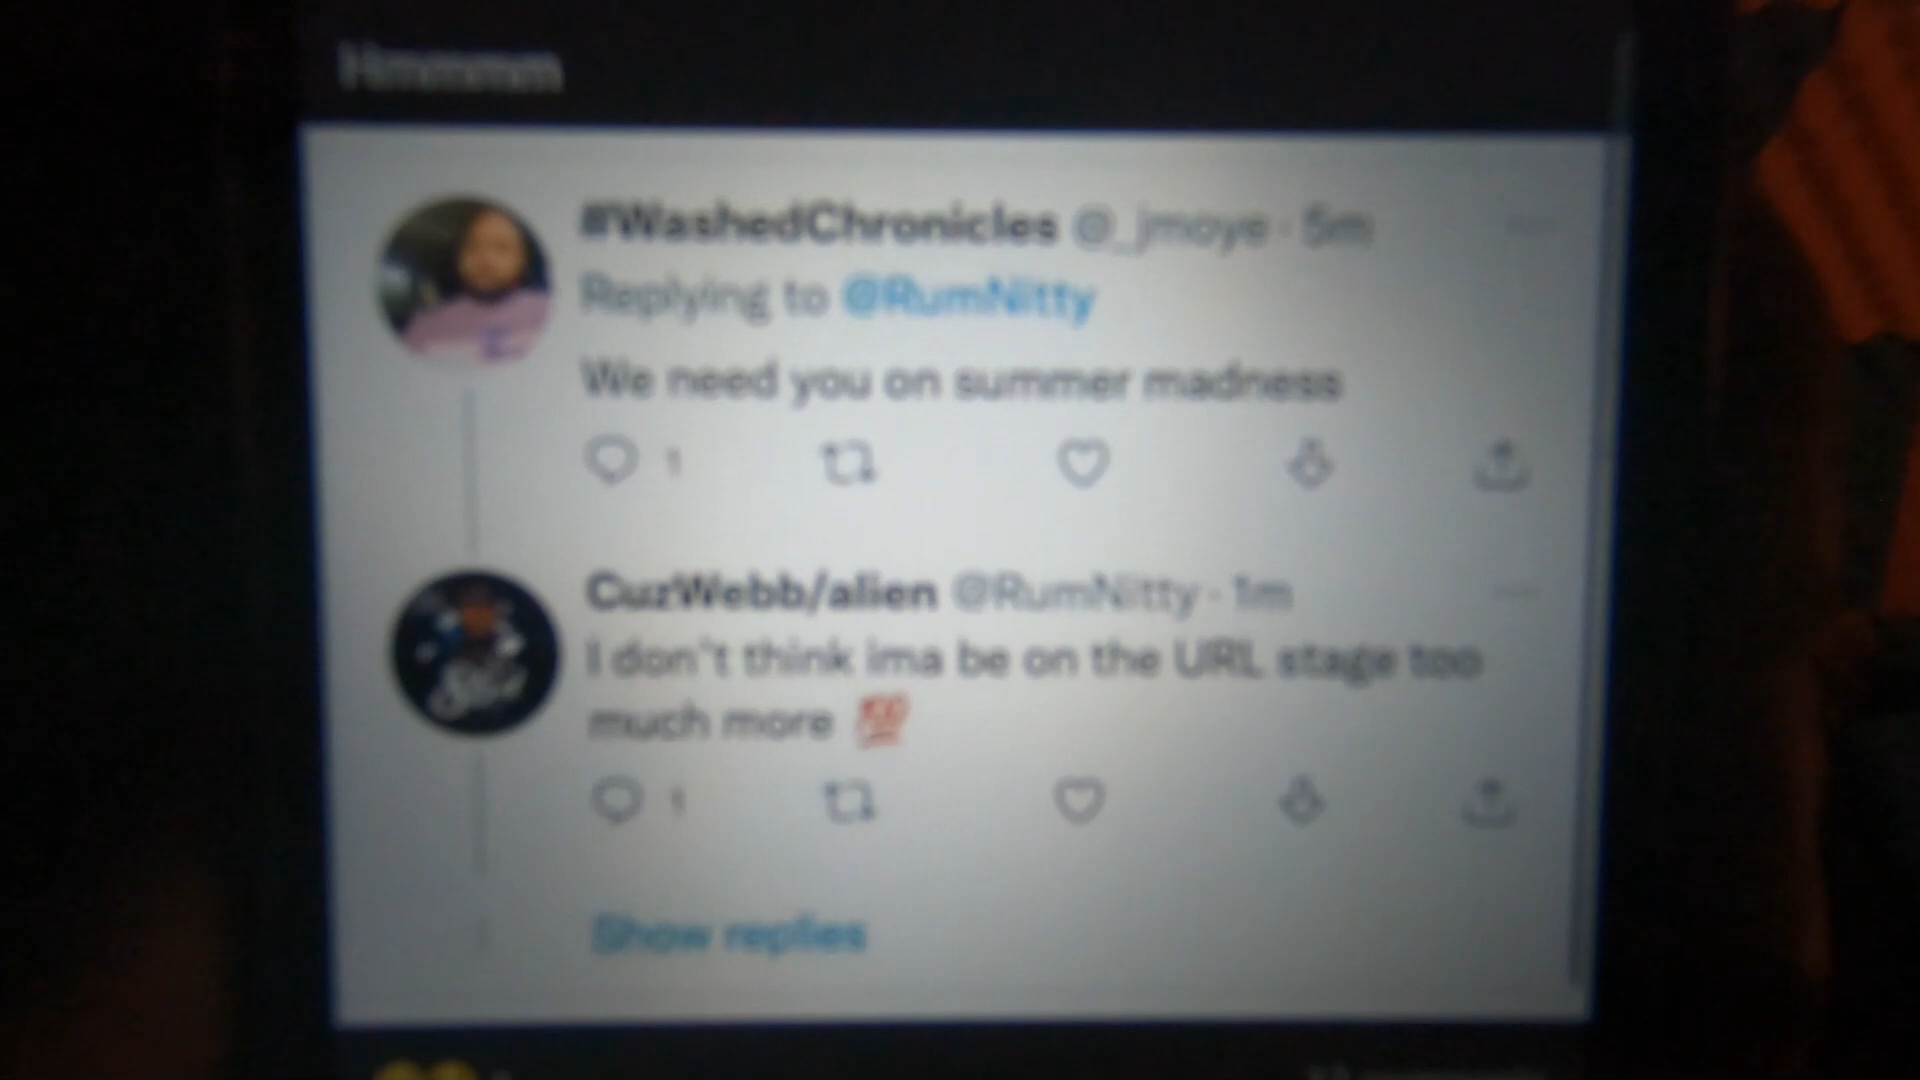 Hmmmm
#WashedChronicles @_jmoye · 5m
Replying to @RumNitty
We need you on summer madness
1
CuzWebb/alien @RumNitty · 1m
I don't think ima be on the URL stage too
much more 💯
1
Show replies